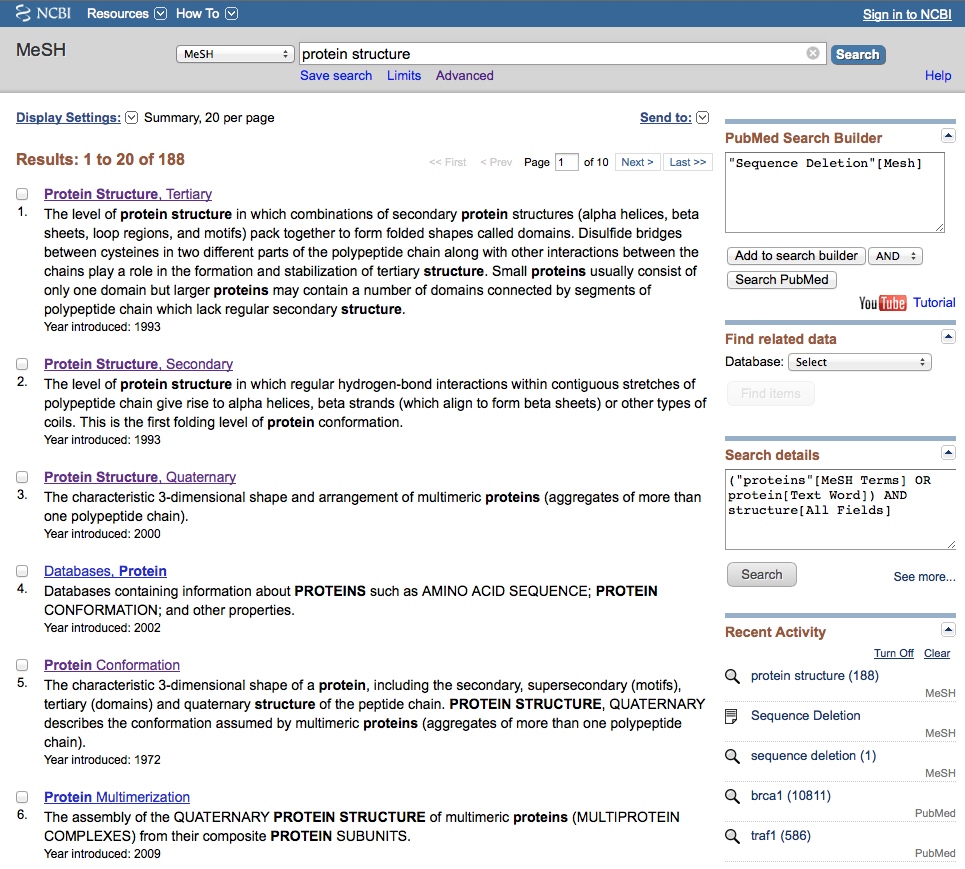 NCBI Resources How To Sign in to NCBI
MeSH MeSH protein structure Search
Save search Limits Advanced Help
Display Settings: Summary, 20 per page Send to:
Results: 1 to 20 of 188 << First < Prev Page 1 of 10 Next > Last >>
Protein Structure, Tertiary
1. The level of protein structure in which combinations of secondary protein structures (alpha helices, beta
sheets, loop regions, and motifs) pack together to form folded shapes called domains. Disulfide bridges
between cysteines in two different parts of the polypeptide chain along with other interactions between the
chains play a role in the formation and stabilization of tertiary structure. Small proteins usually consist of
only one domain but larger proteins may contain a number of domains connected by segments of
polypeptide chain which lack regular secondary structure.
Year introduced: 1993
Protein Structure, Secondary
2. The level of protein structure in which regular hydrogen-bond interactions within contiguous stretches of
polypeptide chain give rise to alpha helices, beta strands (which align to form beta sheets) or other types of
coils. This is the first folding level of protein conformation.
Year introduced: 1993
Protein Structure, Quaternary
3. The characteristic 3-dimensional shape and arrangement of multimeric proteins (aggregates of more than
one polypeptide chain).
Year introduced: 2000
Databases, Protein
4. Databases containing information about PROTEINS such as AMINO ACID SEQUENCE; PROTEIN
CONFORMATION; and other properties.
Year introduced: 2002
Protein Conformation
5. The characteristic 3-dimensional shape of a protein, including the secondary, supersecondary (motifs),
tertiary (domains) and quaternary structure of the peptide chain. PROTEIN STRUCTURE, QUATERNARY
describes the conformation assumed by multimeric proteins (aggregates of more than one polypeptide
chain).
Year introduced: 1972
Protein Multimerization
6. The assembly of the QUATERNARY PROTEIN STRUCTURE of multimeric proteins (MULTIPROTEIN
COMPLEXES) from their composite PROTEIN SUBUNITS.
Year introduced: 2009
PubMed Search Builder
"Sequence Deletion"[Mesh]
Add to search builder AND
Search PubMed
YouTube Tutorial
Find related data
Database: Select
Find items
Search details
("proteins"[MeSH Terms] OR
protein[Text Word]) AND
structure[All Fields]
Search See more...
Recent Activity
Turn Off Clear
protein structure (188)
MeSH
Sequence Deletion
MeSH
sequence deletion (1)
MeSH
brca1 (10811)
PubMed
traf1 (586)
PubMed